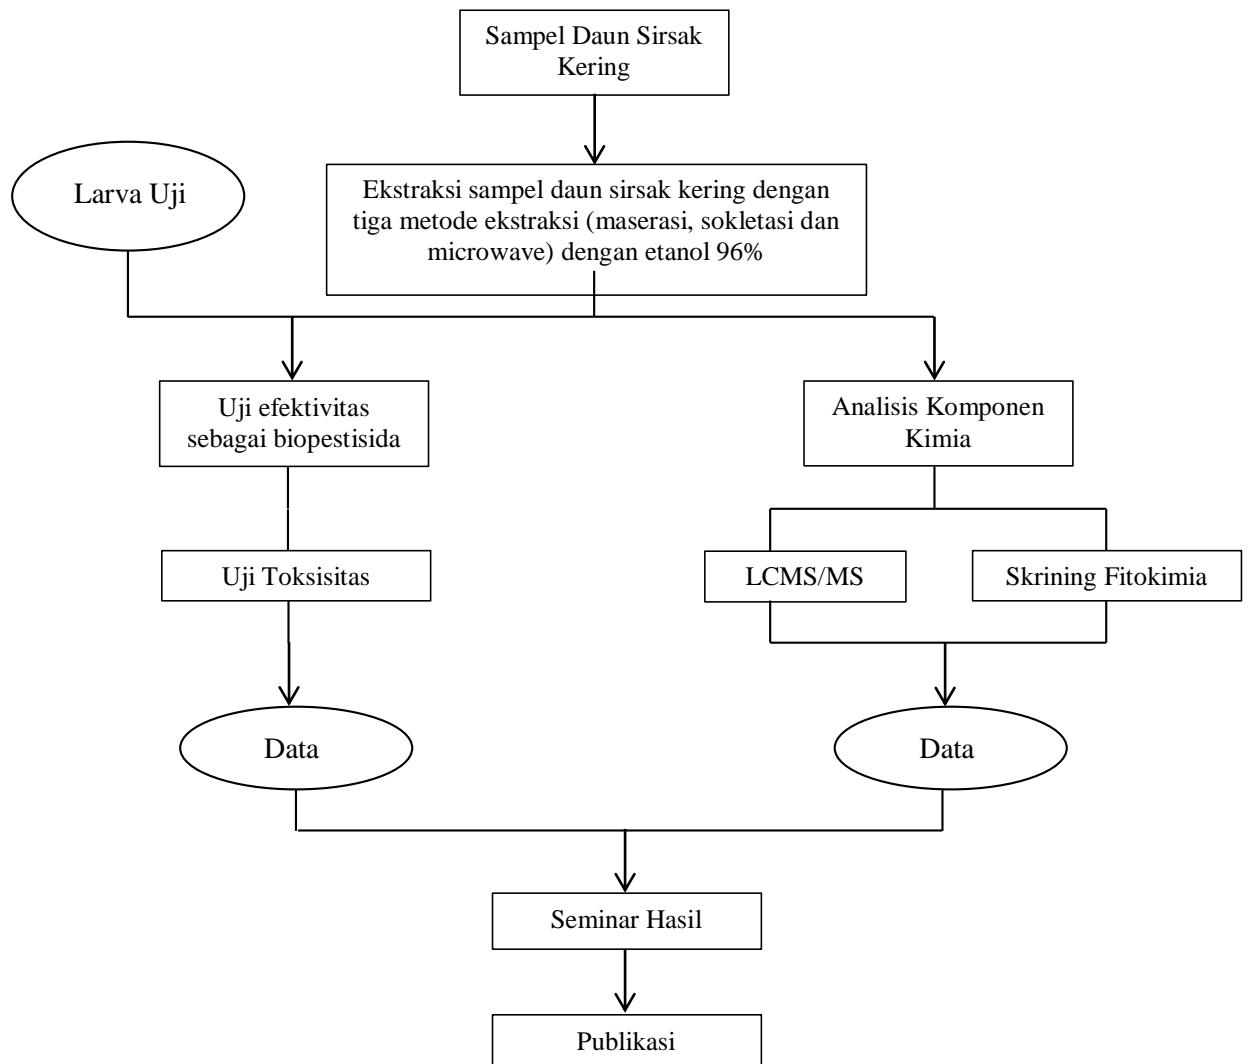 Sampel Daun Sirsak
Kering
Larva Uji
Ekstraksi sampel daun sirsak kering dengan
tiga metode ekstraksi (maserasi, sokletasi dan
microwave) dengan etanol 96%
Uji efektivitas
sebagai biopestisida
Analisis Komponen
Kimia
Uji Toksisitas
LCMS/MS
Skrining Fitokimia
Data
Data
Seminar Hasil
Publikasi